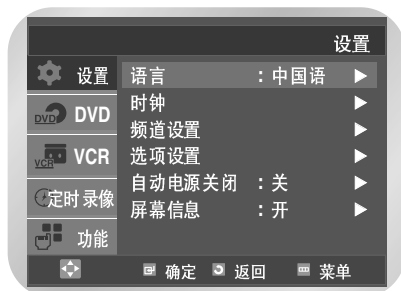 设置
设置
语言 : 中国语 ▶
DVD DVD
时钟 ▶
频道设置 ▶
VCR VCR
选项设置 ▶
自动电源关闭 : 关 ▶
定时录像
屏幕信息 : 开 ▶
功能
确定 返回 菜单